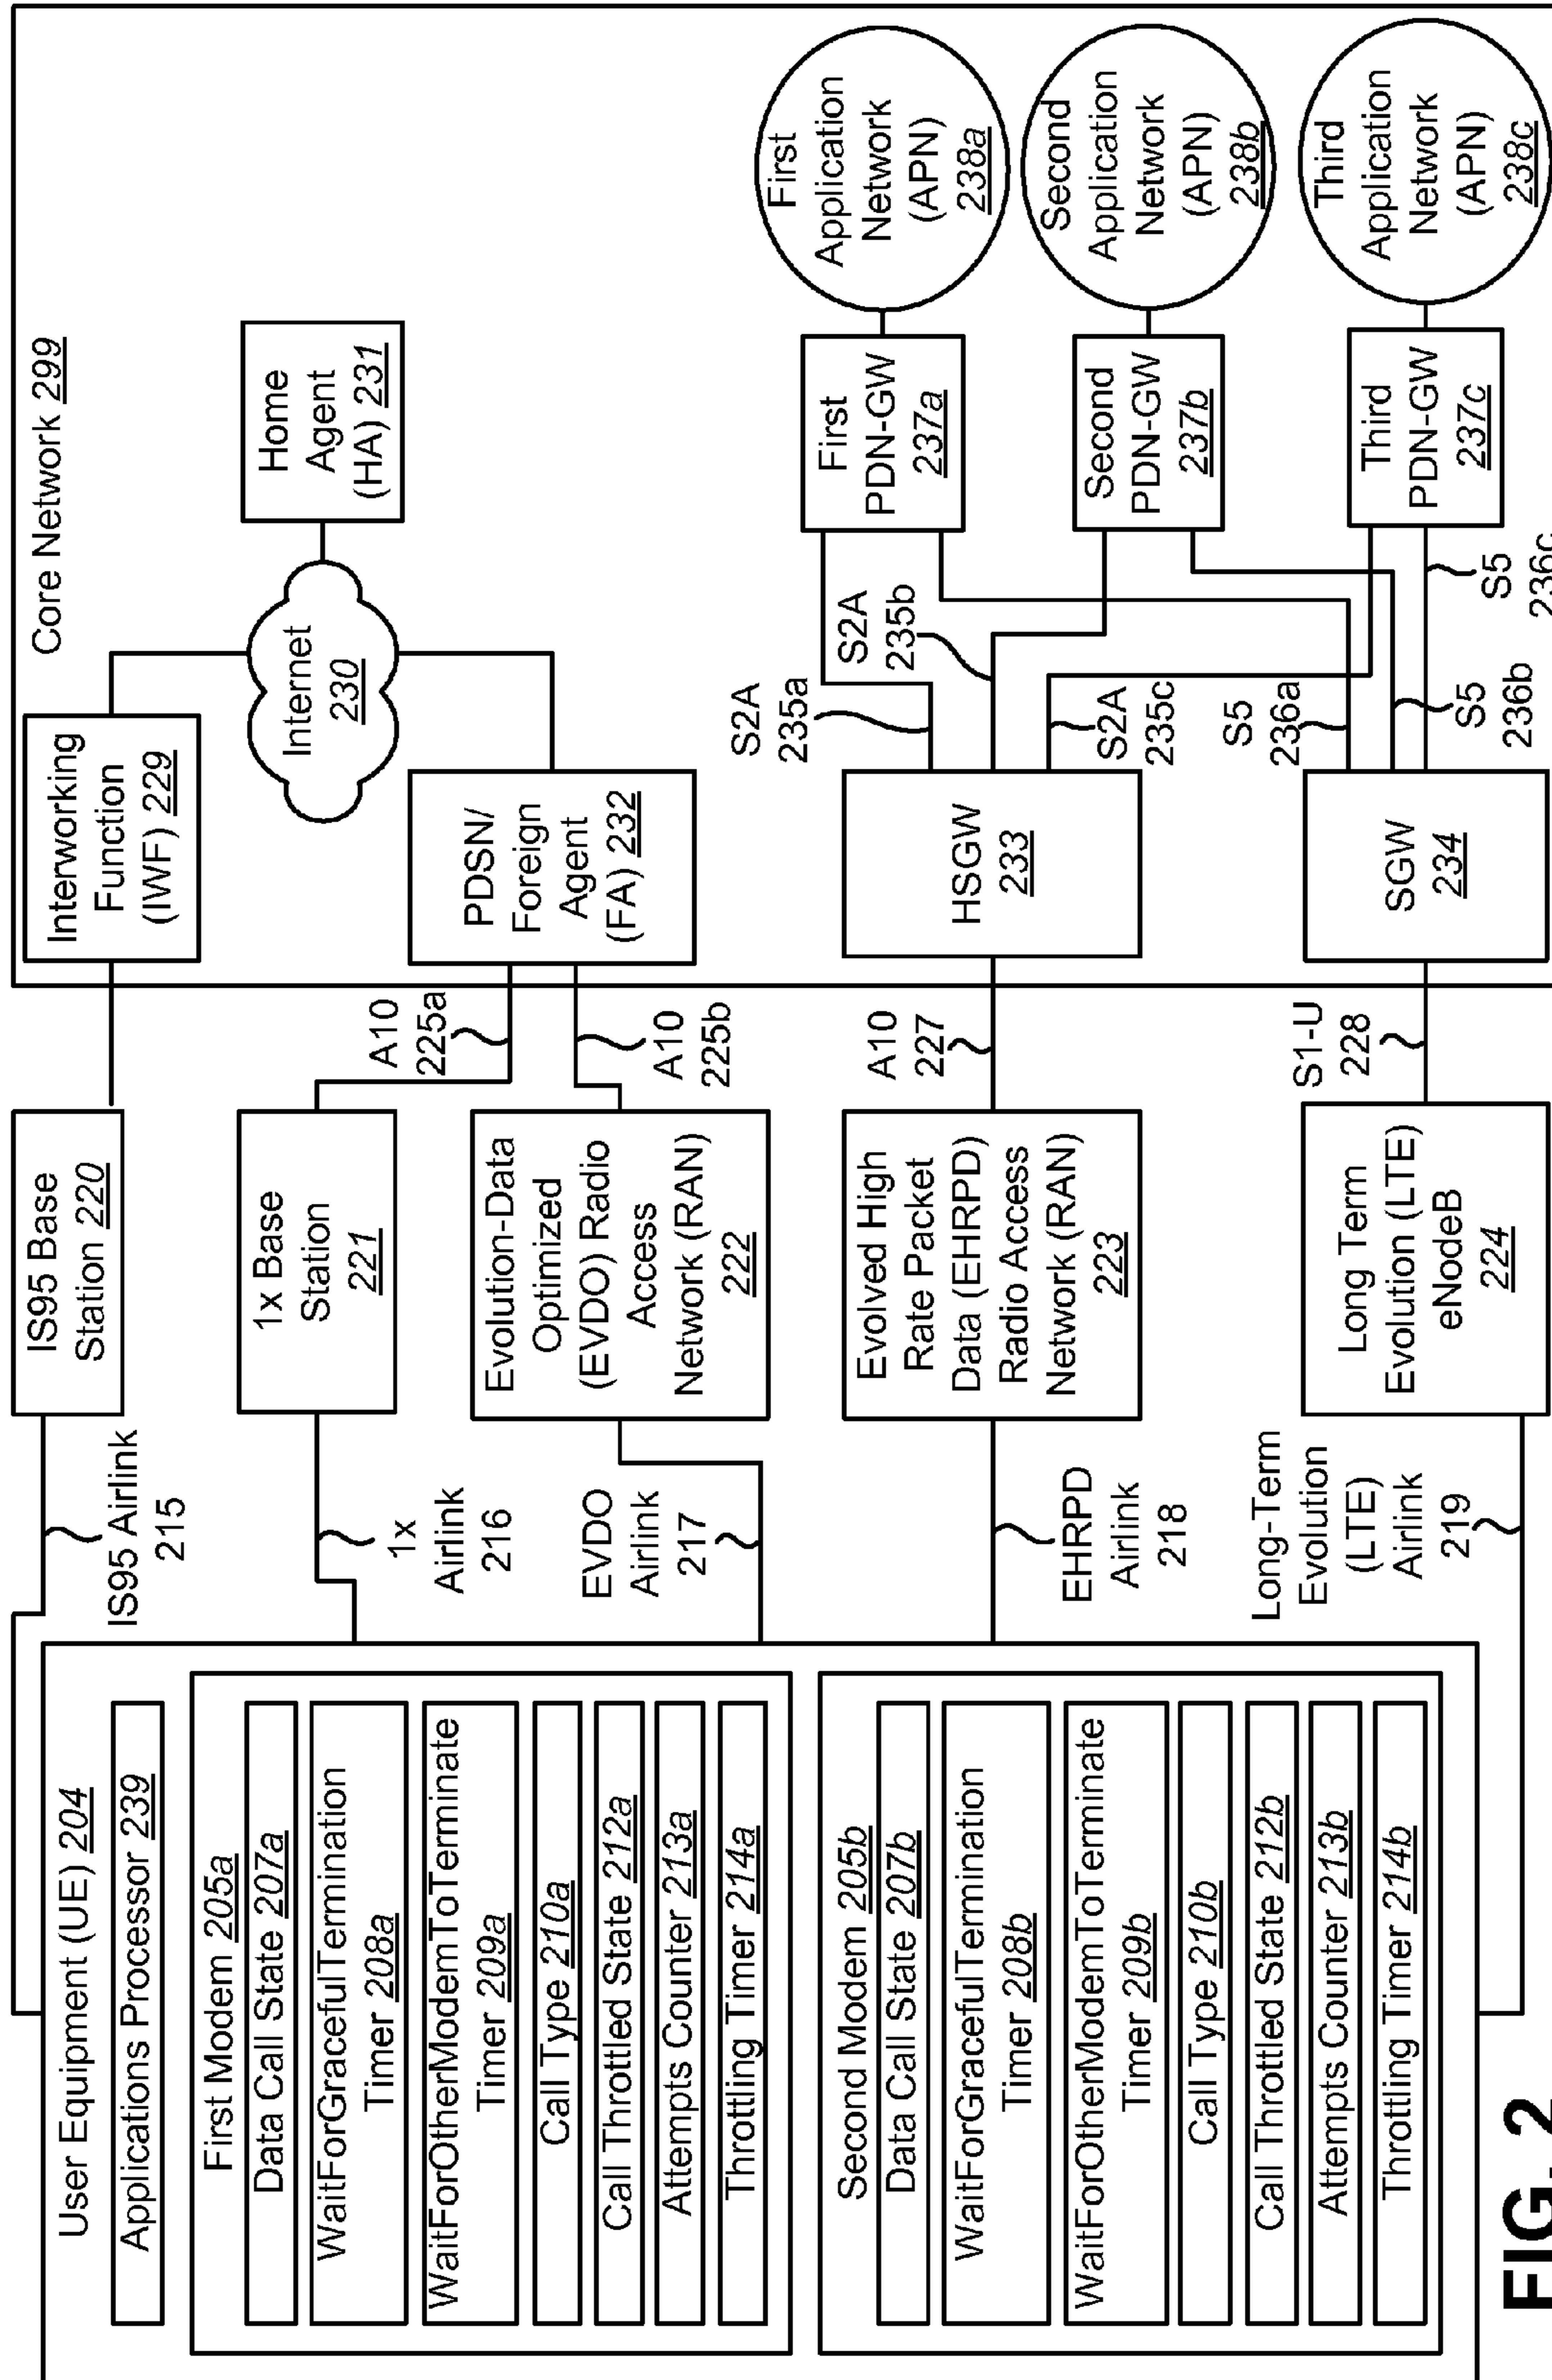 User Equipment (UE) 204
Applications Processor 239
First Modem 205a
Data Call State 207a
WaitForGracefulTermination
Timer 208a
WaitForOtherModemToTerminate
Timer 209a
Call Type 210a
Call Throttled State 212a
Attempts Counter 213a
Throttling Timer 214a
Second Modem 205b
Data Call State 207b
WaitForGracefulTermination
Timer 208b
WaitForOtherModemToTerminate
Timer 209b
Call Type 210b
Call Throttled State 212b
Attempts Counter 213b
Throttling Timer 214b
IS95 Airlink
215
1x
Airlink
216
EVDO
Airlink
217
EHRPD
Airlink
218
Long-Term
Evolution
(LTE)
Airlink
219
IS95 Base
Station 220
1x Base
Station
221
Evolution-Data
Optimized
(EVDO) Radio
Access
Network (RAN)
222
Evolved High
Rate Packet
Data (EHRPD)
Radio Access
Network (RAN)
223
Long Term
Evolution (LTE)
eNodeB
224
A10
225a
A10
225b
A10
227
S1-U
228
Core Network 299
Interworking
Function
(IWF) 229
Internet
230
Home
Agent
(HA) 231
PDSN/
Foreign
Agent
(FA) 232
HSGW
233
SGW
234
S2A
235a
S2A
235b
S2A
235c
S5
236a
S5
236b
S5
236c
First
PDN-GW
237a
Second
PDN-GW
237b
Third
PDN-GW
237c
First
Application
Network
(APN)
238a
Second
Application
Network
(APN)
238b
Third
Application
Network
(APN)
238c
FIG. 2